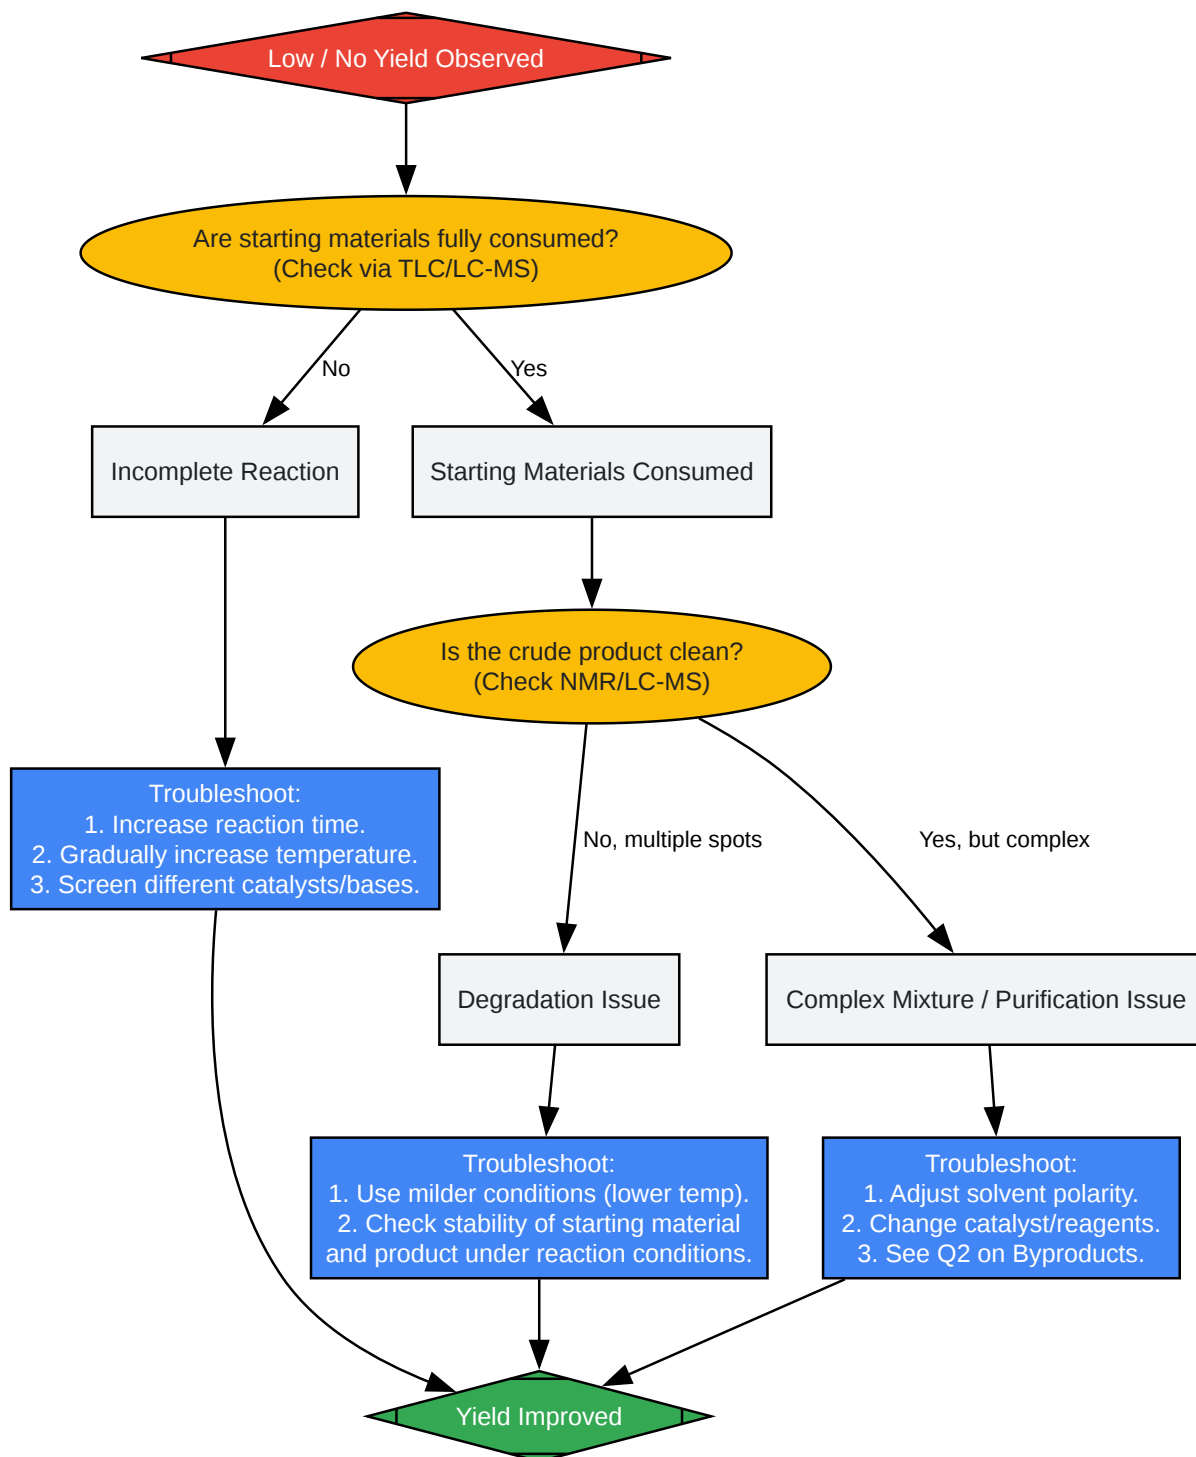 Low / No Yield Observed
Are starting materials fully consumed?
(Check via TLC/LC-MS)
No
Yes
Incomplete Reaction
Starting Materials Consumed
Is the crude product clean?
(Check NMR/LC-MS)
Troubleshoot:
1. Increase reaction time.
2. Gradually increase temperature.
3. Screen different catalysts/bases.
No, multiple spots
Yes, but complex
Degradation Issue
Complex Mixture / Purification Issue
Troubleshoot:
1. Use milder conditions (lower temp).
2. Check stability of starting material
and product under reaction conditions.
Troubleshoot:
1. Adjust solvent polarity.
2. Change catalyst/reagents.
3. See Q2 on Byproducts.
Yield Improved